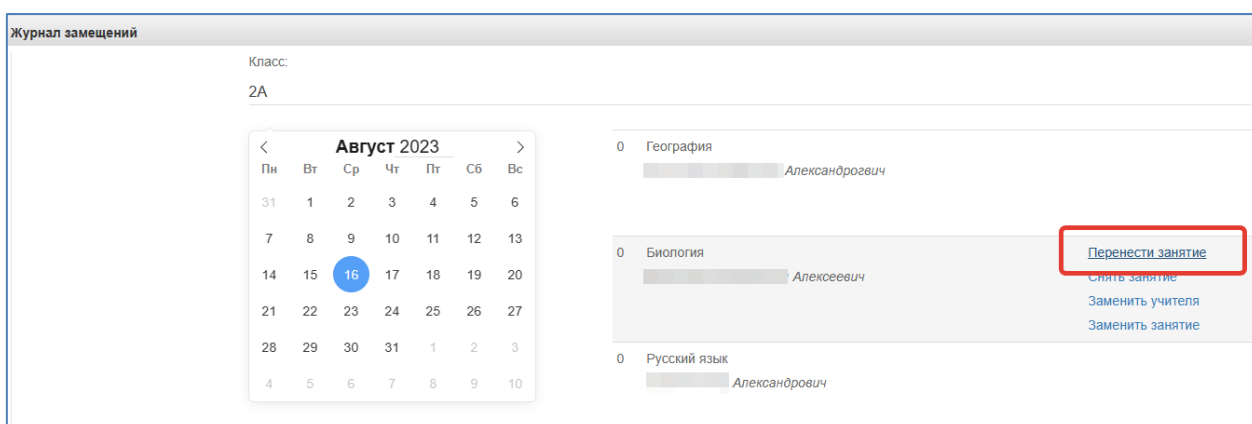 Журнал замещений
Класс:
2А
Август 2023
Пн Вт Ср Чт Пт Сб Вс
31 1 2 3 4 5 6
7 8 9 10 11 12 13
14 15 16 17 18 19 20
21 22 23 24 25 26 27
28 29 30 31 1 2 3
4 5 6 7 8 9 10
0 География
Александрогвич
0 Биология Перенести занятие
Алексеевич Снять занятие
Заменить учителя
Заменить занятие
0 Русский язык
Александрович